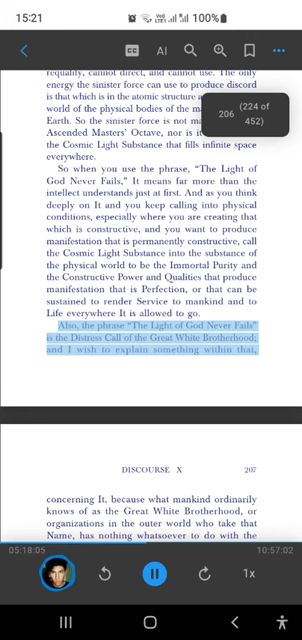 15:21
100%
CC
AI
206 (224 of
452)
requality, cannot direct, and cannot use. The only
energy the sinister force can use to produce discord
is that which is in the atomic structure
world of the physical bodies of the
Earth. So the sinister force is not
Ascended Masters' Octave, nor is it
the Cosmic Light Substance that fills infinite space
everywhere.
So when you use the phrase, "The Light of
God Never Fails," It means far more than the
intellect understands just at first. And as you think
deeply on It and you keep calling into physical
conditions, especially where you are creating that
which is constructive, and you want to produce
manifestation that is permanently constructive, call
the Cosmic Light Substance into the substance of
the physical world to be the Immortal Purity and
the Constructive Power and Qualities that produce
manifestation that is Perfection, or that can be
sustained to render Service to mankind and to
Life everywhere It is allowed to go.
Also, the phrase "The Light of God Never Fails"
is the Distress Call of the Great White Brotherhood;
and I wish to explain something within that,
DISCOURSE X 207
concerning It, because what mankind ordinarily
knows of as the Great White Brotherhood, or
organizations in the outer world who take that
Name, has nothing whatsoever to do with the
05:18:05 10:57:02
1x